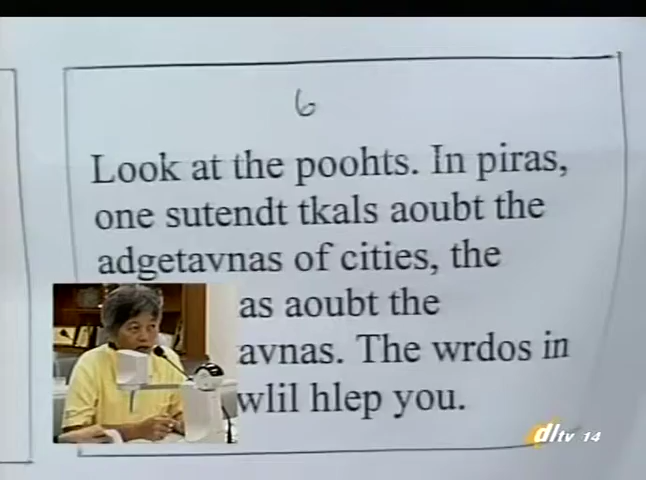 6
Look at the poohts. In piras,
one sutendt tkals aoubt the
adgetavnas of cities, the
as aoubt the
avnas. The wrdos in
wlil hlep you.
dltv 14